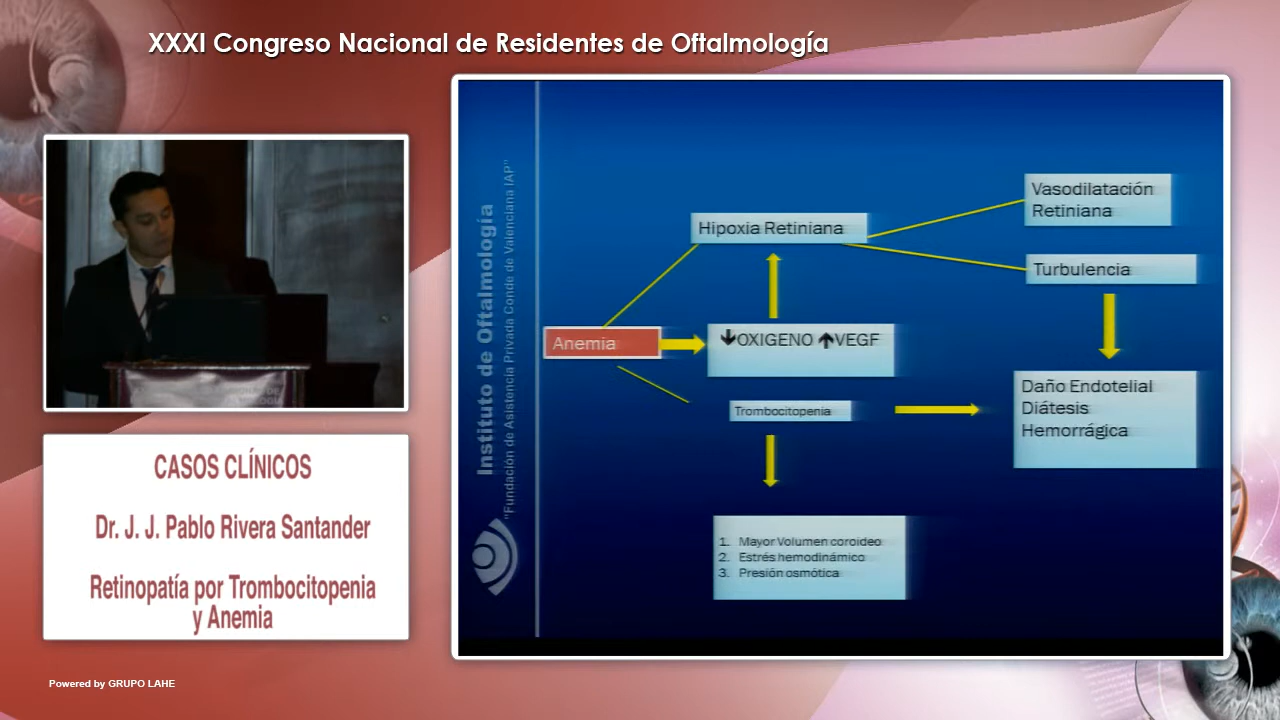 XXXI Congreso Nacional de Residentes de Oftalmología
CASOS CLÍNICOS
Dr. J. J. Pablo Rivera Santander
Retinopatía por Trombocitopenia
y Anemia
Powered by GRUPO LAHE
Instituto de Oftalmología
"Fundación de Asistencia Privada Conde de Valenciana IAP"
Hipoxia Retiniana
Vasodilatación
Retiniana
Turbulencia
Anemia
↓OXIGENO ↑VEGF
Trombocitopenia
Daño Endotelial
Diátesis
Hemorrágica
1. Mayor Volumen coroideo
2. Estrés hemodinámico
3. Presión osmótica